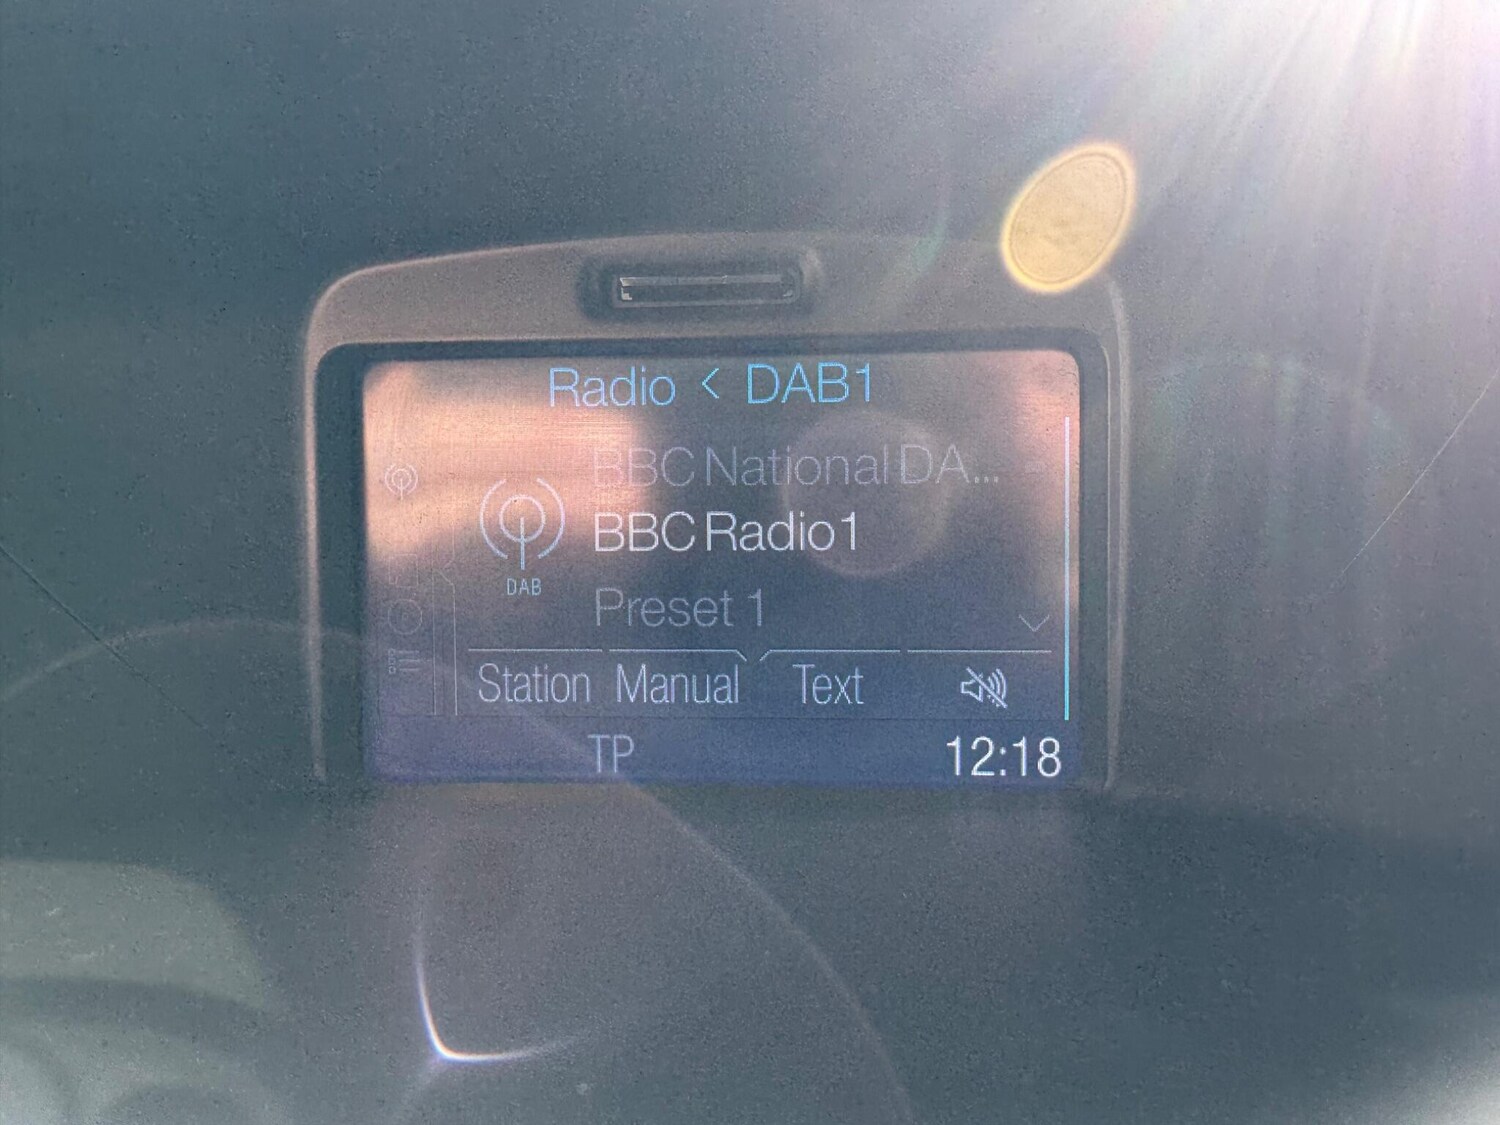 Radio < DAB1
BBC National DA...
BBC Radio1
DAB
Preset 1
Station Manual Text
TP 12:18